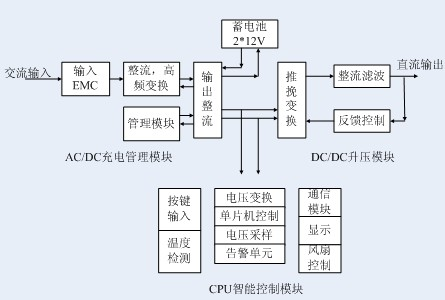 蓄电池
2*12V
交流输入
输入
EMC
整流，高
频变换
输出整流
推挽变换
整流滤波
直流输出
管理模块
反馈控制
AC/DC充电管理模块
DC/DC升压模块
按键
输入
温度
检测
电压变换
单片机控制
电压采样
告警单元
通信
模块
显示
风扇
控制
CPU智能控制模块